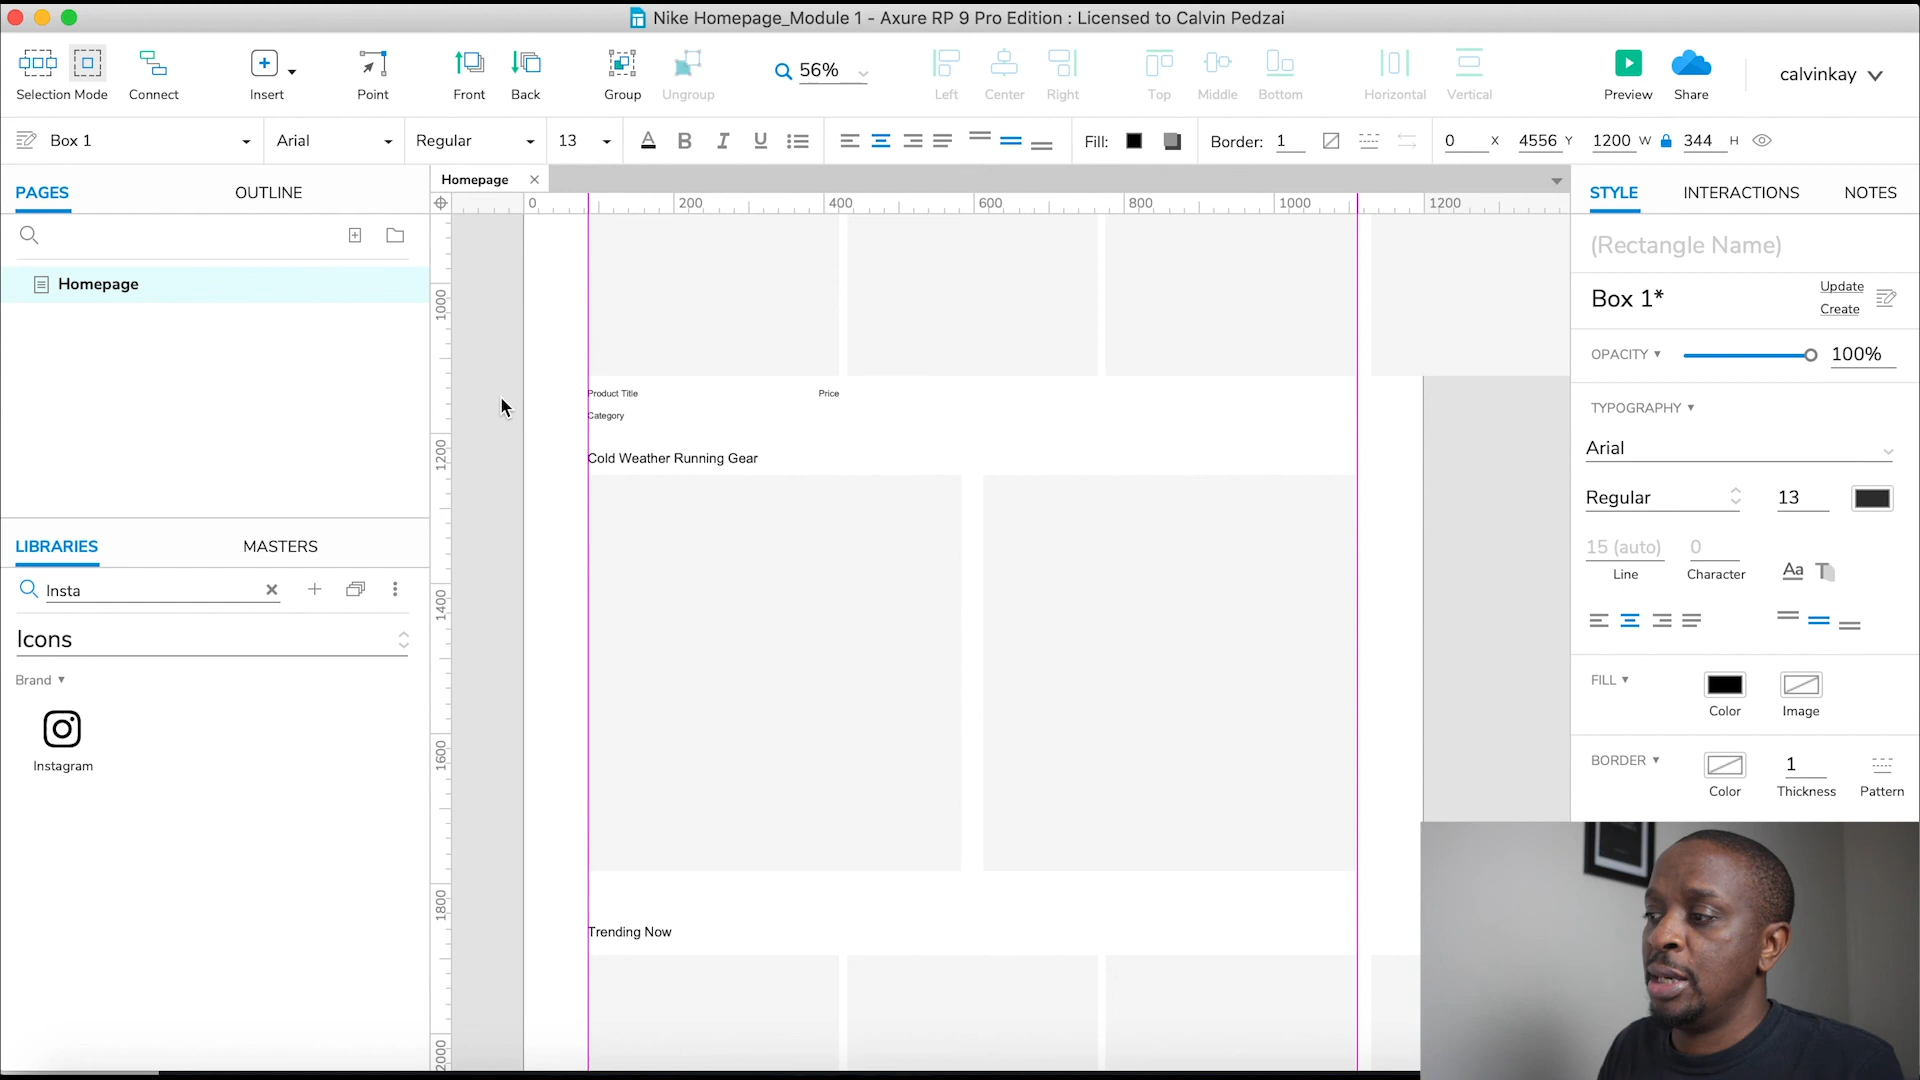 Nike Homepage_Module 1 - Axure RP 9 Pro Edition : Licensed to Calvin Pedzai
Selection Mode Connect Insert Point Front Back Group Ungroup 56% Left Center Right Top Middle Bottom Horizontal Vertical Preview Share calvinkay
Box 1 Arial Regular 13 A B I U Fill: Border: 1 0 X 4556 Y 1200 W 344 H
PAGES OUTLINE
Homepage
Homepage
LIBRARIES MASTERS
Insta
Icons
Brand
Instagram
0 200 400 600 800 1000 1200
1000
1200
1400
1600
1800
2000
Product Title Price
Category
Cold Weather Running Gear
Trending Now
STYLE INTERACTIONS NOTES
(Rectangle Name)
Box 1* Update
Create
OPACITY 100%
TYPOGRAPHY
Arial
Regular 13
15 (auto) 0
Line Character Aa T
FILL
Color Image
BORDER 1
Color Thickness Pattern